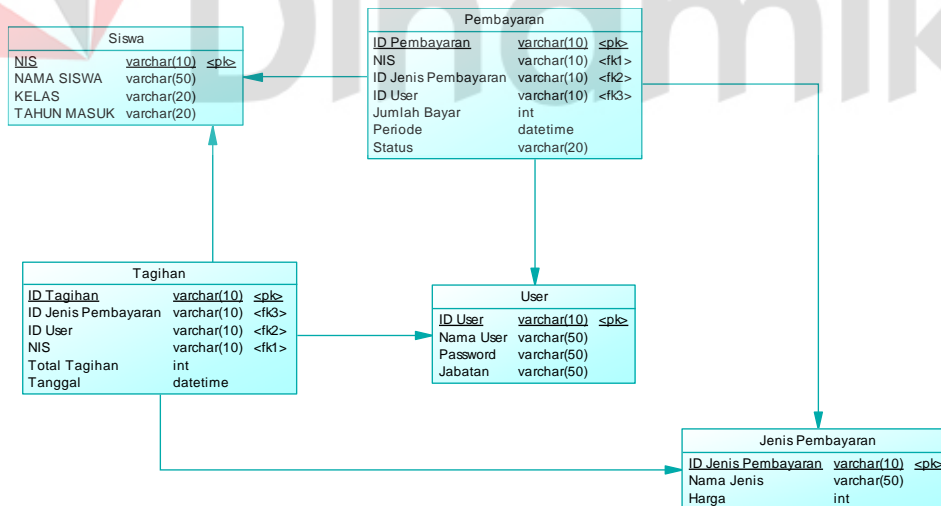 Dinamik
Siswa
NIS varchar(10) <pk>
NAMA SISWA varchar(50)
KELAS varchar(20)
TAHUN MASUK varchar(20)
Pembayaran
ID Pembayaran varchar(10) <pk>
NIS varchar(10) <fk1>
ID Jenis Pembayaran varchar(10) <fk2>
ID User varchar(10) <fk3>
Jumlah Bayar int
Periode datetime
Status varchar(20)
Tagihan
ID Tagihan varchar(10) <pk>
ID Jenis Pembayaran varchar(10) <fk3>
ID User varchar(10) <fk2>
NIS varchar(10) <fk1>
Total Tagihan int
Tanggal datetime
User
ID User varchar(10) <pk>
Nama User varchar(50)
Password varchar(50)
Jabatan varchar(50)
Jenis Pembayaran
ID Jenis Pembayaran varchar(10) <pk>
Nama Jenis varchar(50)
Harga int